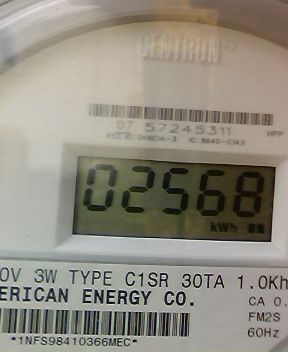 CENTRON®
07 57245311
HPP
02568
kWh
0V 3W TYPE C1SR 30TA 1.0Kh
ERICAN ENERGY CO.
CA 0.
FM2S
60Hz
*1NFS98410366MEC*